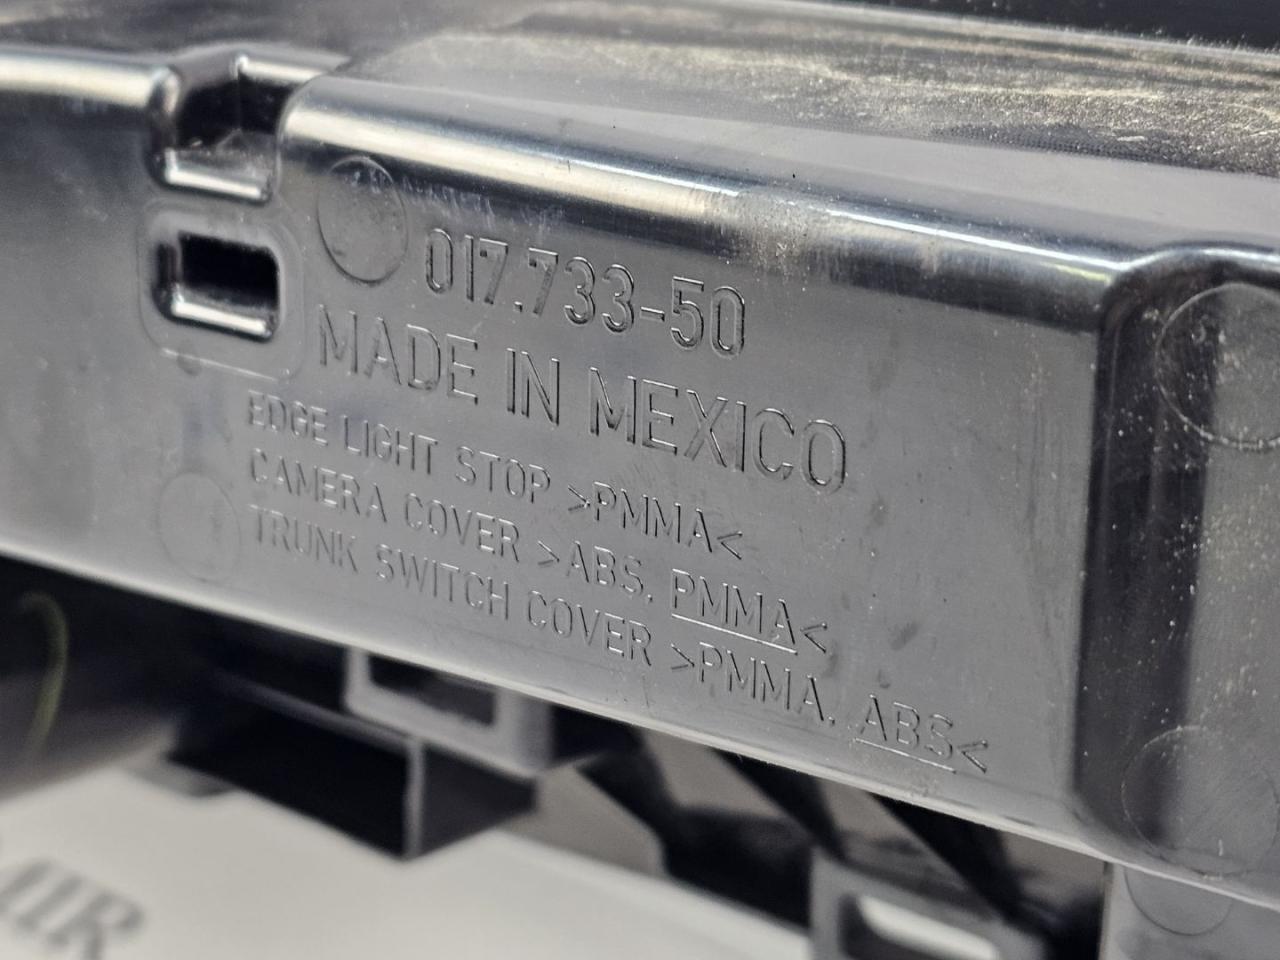 017.733-50
MADE IN MEXICO
EDGE LIGHT STOP >PMMA<
CAMERA COVER >ABS, PMMA<
TRUNK SWITCH COVER >PMMA, ABS<